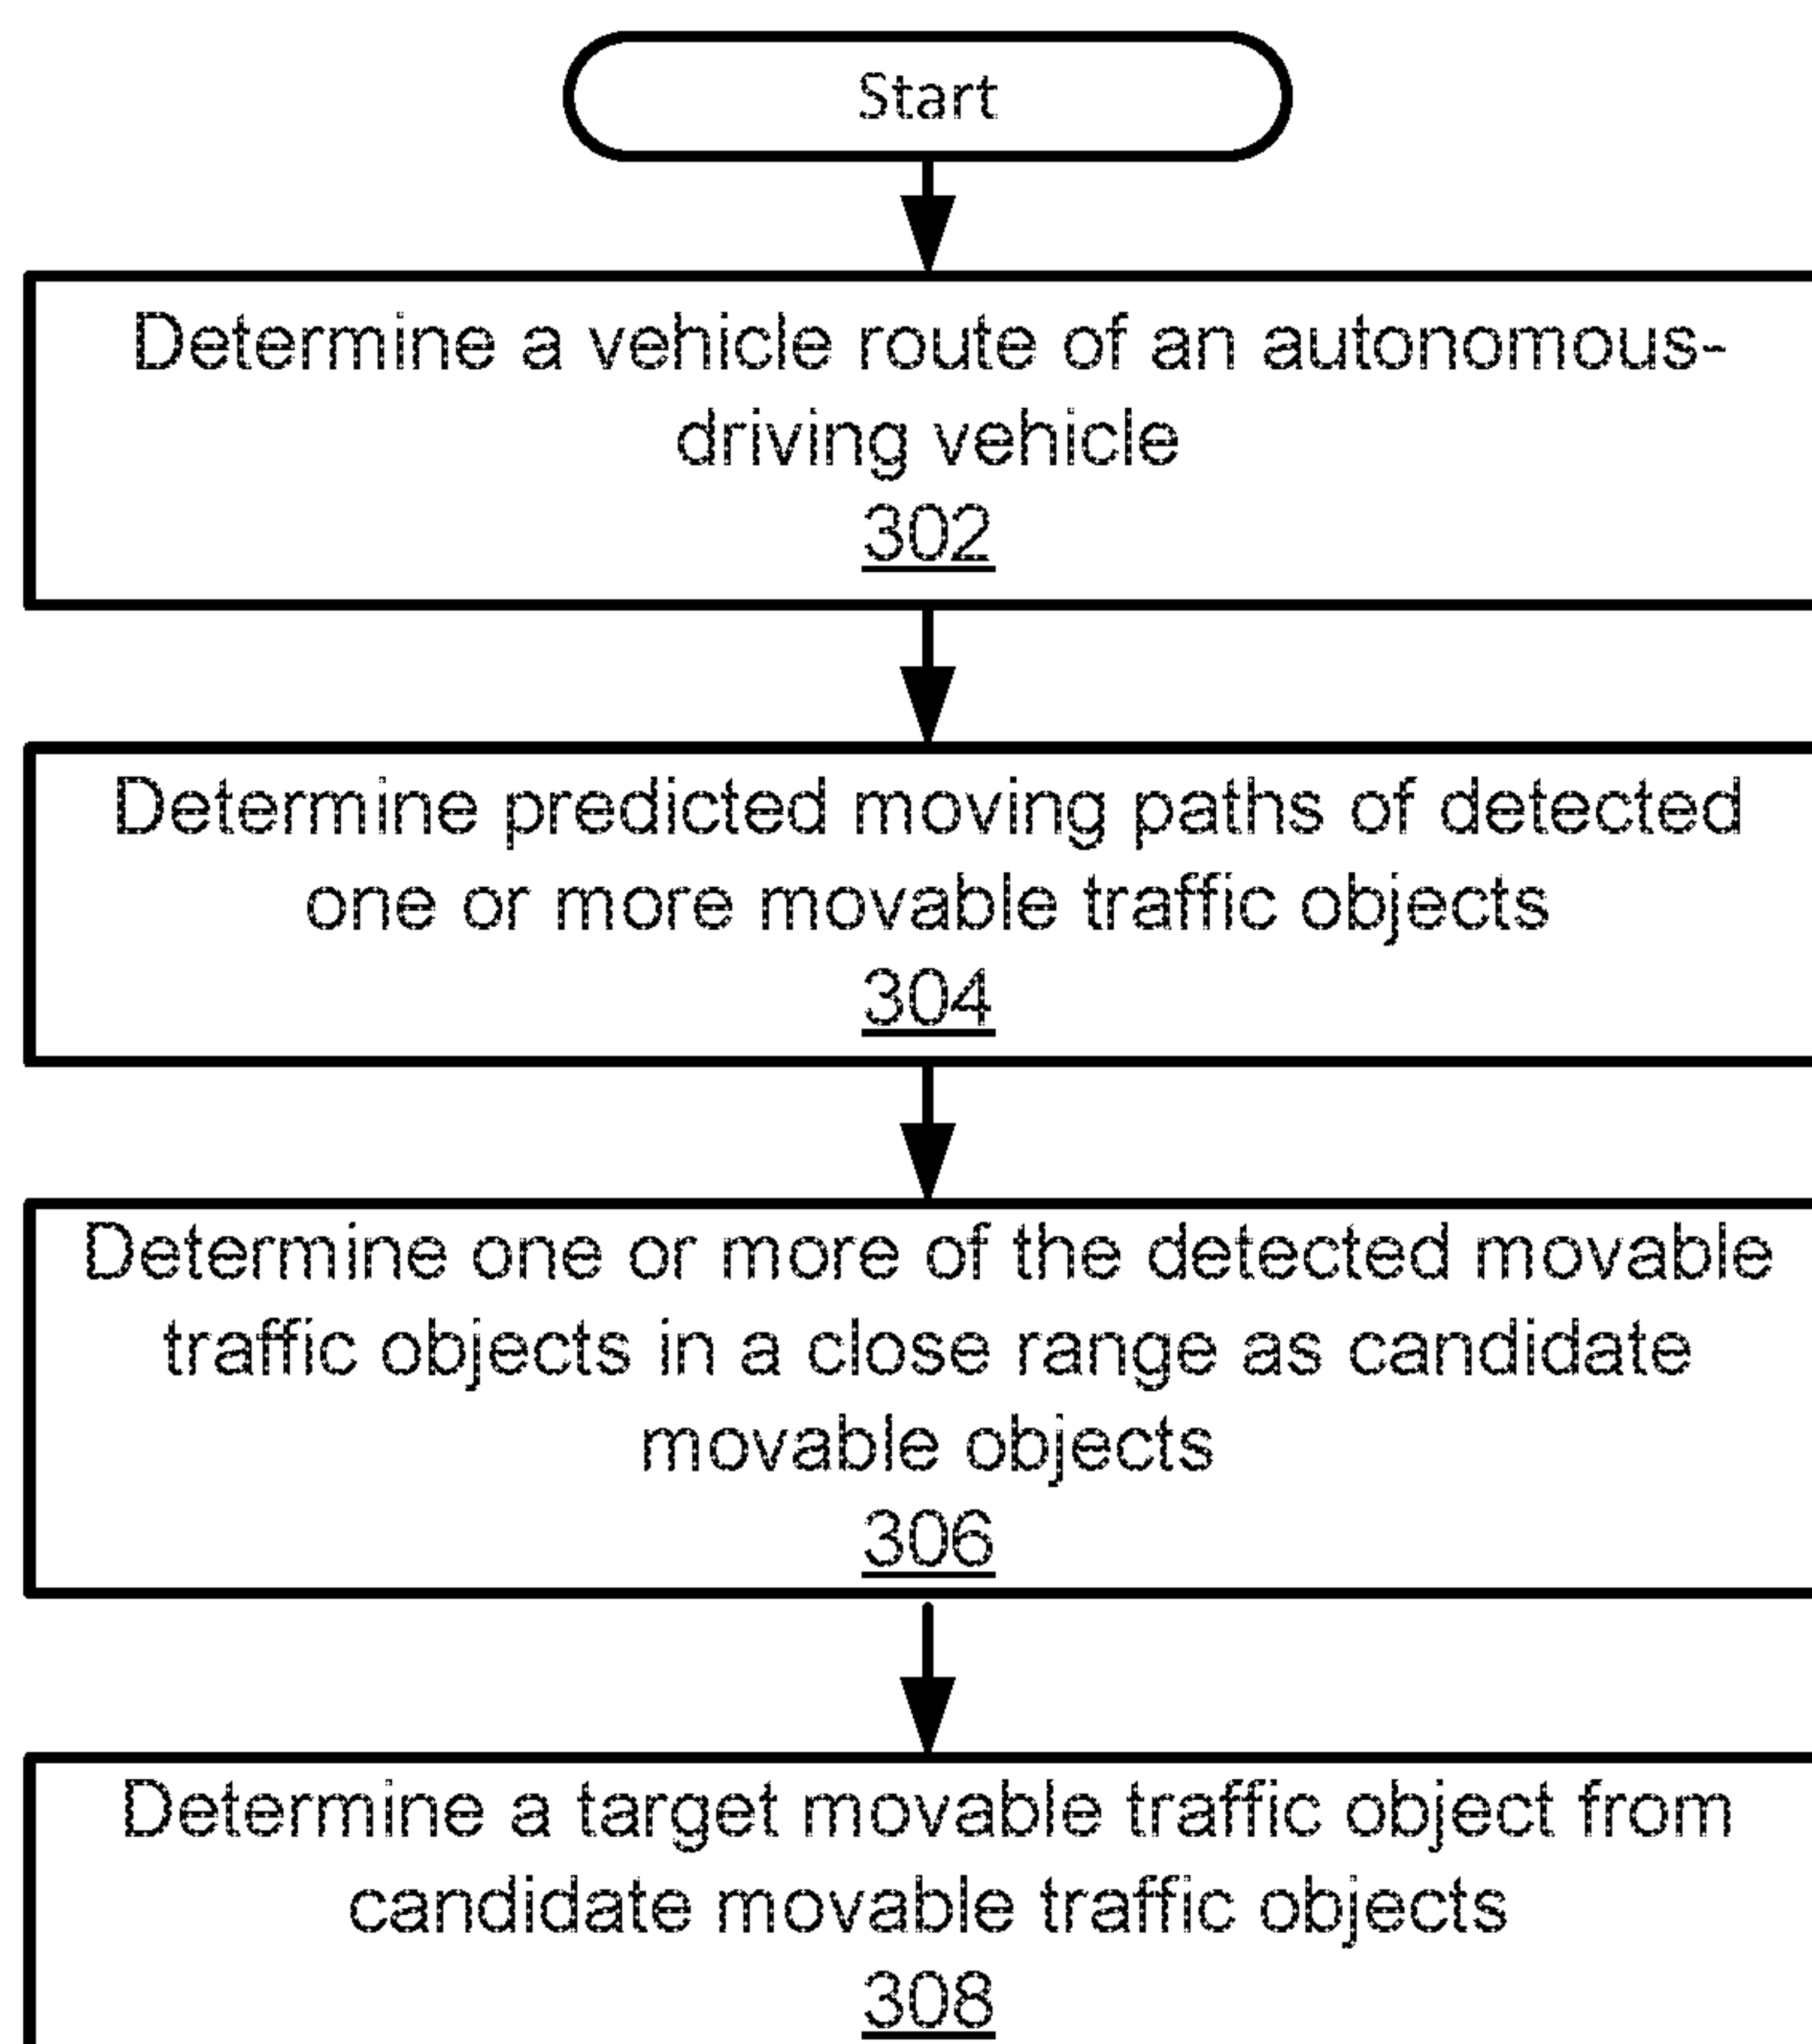 Start
Determine a vehicle route of an autonomous-
driving vehicle
302
Determine predicted moving paths of detected
one or more movable traffic objects
304
Determine one or more of the detected movable
traffic objects in a close range as candidate
movable objects
306
Determine a target movable traffic object from
candidate movable traffic objects
308